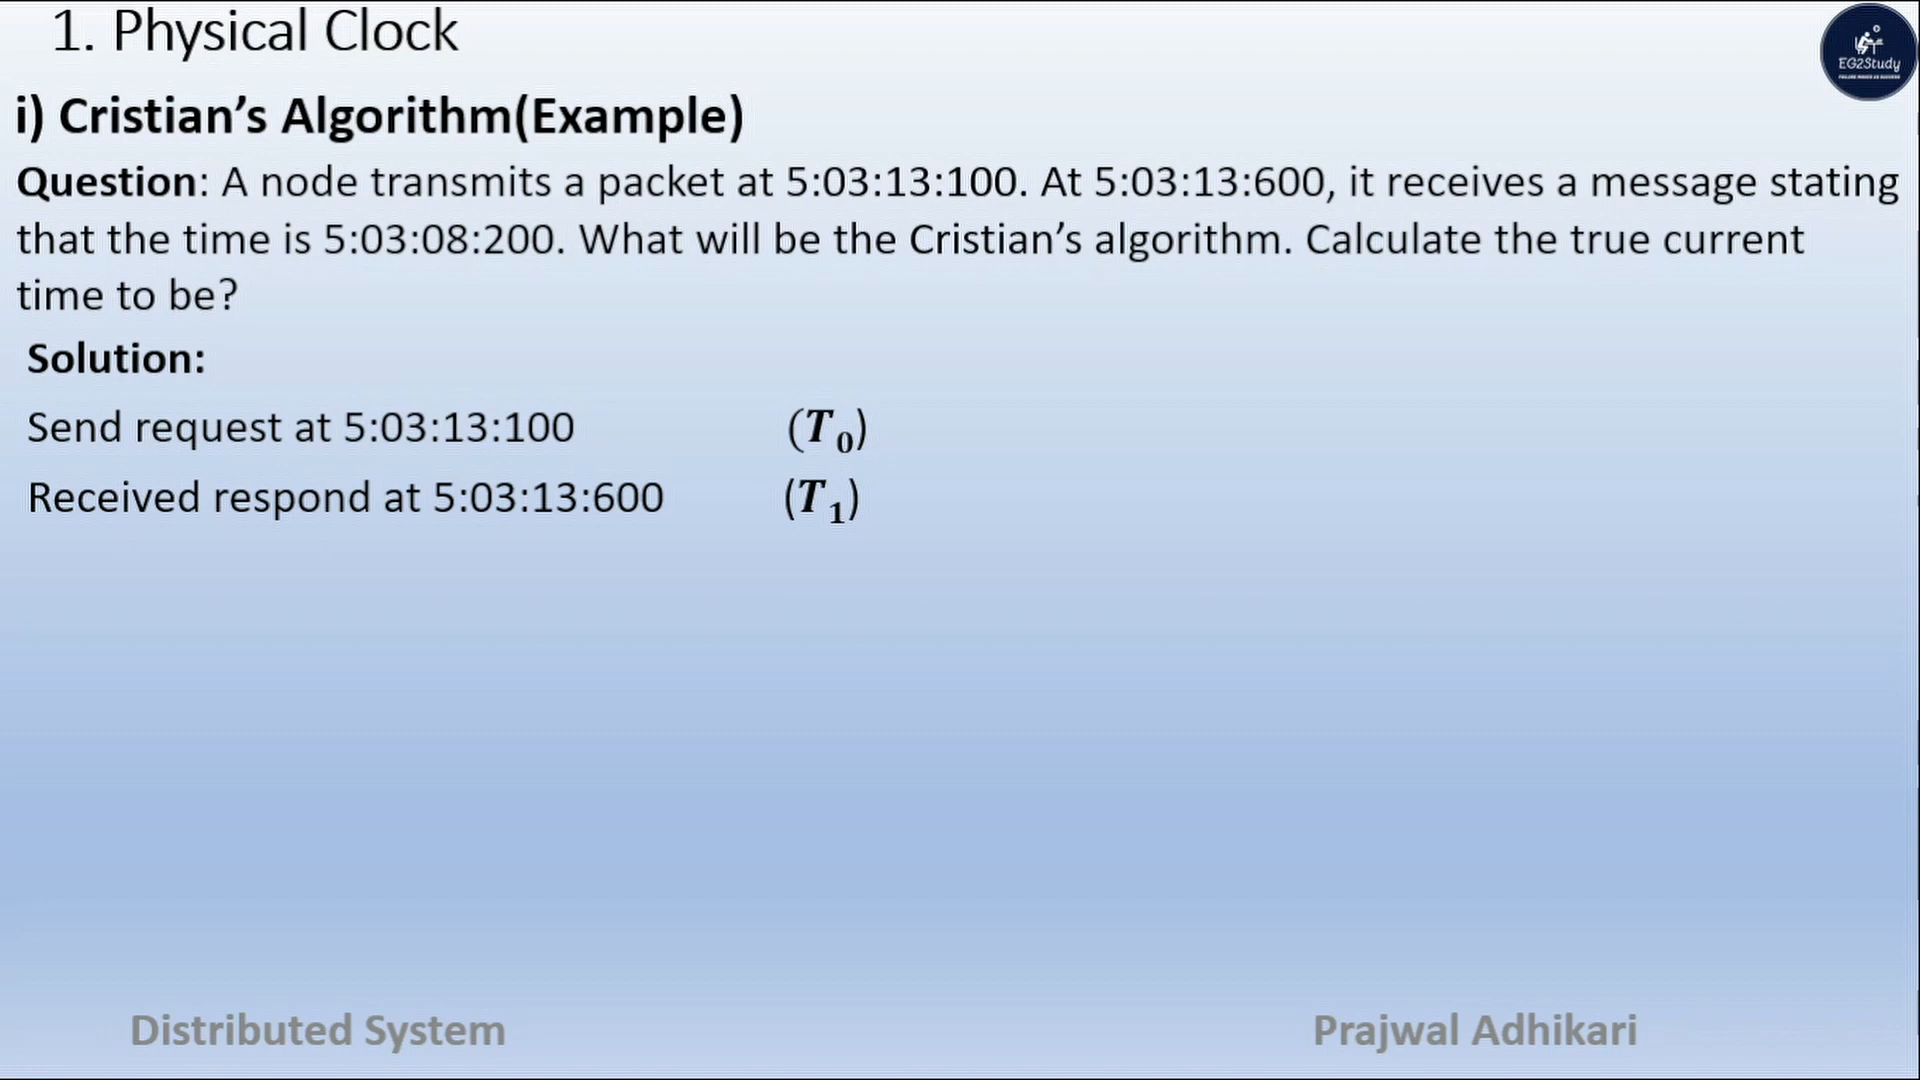 1. Physical Clock
EG2Study
i) Cristian’s Algorithm(Example)
Question: A node transmits a packet at 5:03:13:100. At 5:03:13:600, it receives a message stating
that the time is 5:03:08:200. What will be the Cristian’s algorithm. Calculate the true current
time to be?
Solution:
Send request at 5:03:13:100 (T0)
Received respond at 5:03:13:600 (T1)
Distributed System
Prajwal Adhikari